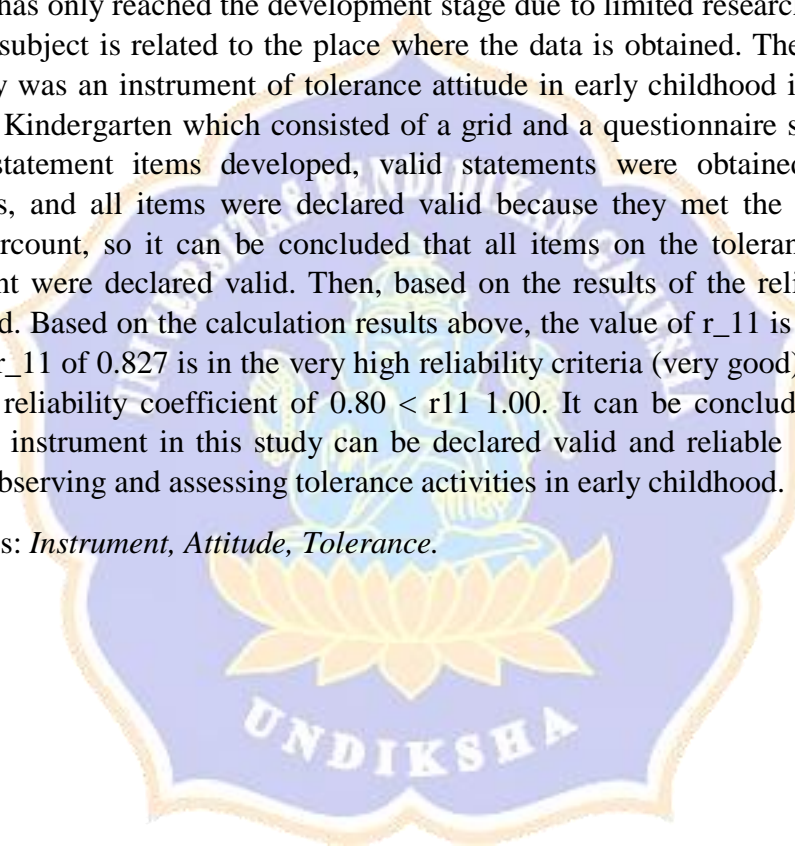 has only reached the development stage due to limited research
subject is related to the place where the data is obtained. The
y was an instrument of tolerance attitude in early childhood i
Kindergarten which consisted of a grid and a questionnaire s
statement items developed, valid statements were obtained
s, and all items were declared valid because they met the
rcount, so it can be concluded that all items on the toleran
nt were declared valid. Then, based on the results of the reli
d. Based on the calculation results above, the value of r_11 is
r_11 of 0.827 is in the very high reliability criteria (very good)
reliability coefficient of 0.80 < r11 1.00. It can be conclud
instrument in this study can be declared valid and reliable
bserving and assessing tolerance activities in early childhood.
s: Instrument, Attitude, Tolerance.
UNIVERSITAS PENDIDIKAN GANESHA
UNDIKSHA